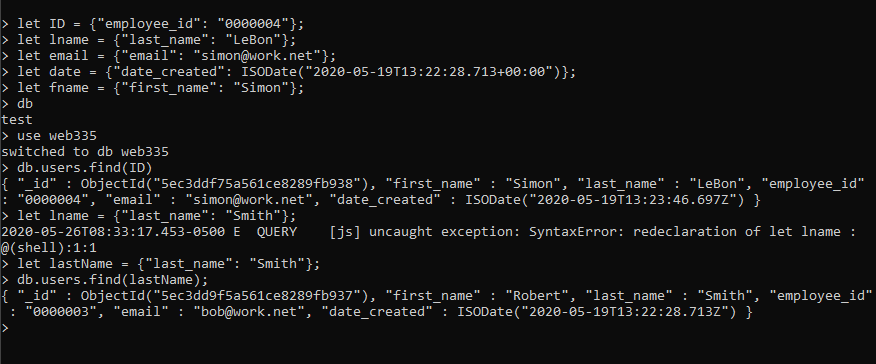 > let ID = {"employee_id": "0000004"};
> let lname = {"last_name": "LeBon"};
> let email = {"email": "simon@work.net"};
> let date = {"date_created": ISODate("2020-05-19T13:22:28.713+00:00")};
> let fname = {"first_name": "Simon"};
> db
test
> use web335
switched to db web335
> db.users.find(ID)
{ "_id" : ObjectId("5ec3ddf75a561ce8289fb938"), "first_name" : "Simon", "last_name" : "LeBon", "employee_id"
: "0000004", "email" : "simon@work.net", "date_created" : ISODate("2020-05-19T13:23:46.697Z") }
> let lname = {"last_name": "Smith"};
2020-05-26T08:33:17.453-0500 E  QUERY    [js] uncaught exception: SyntaxError: redeclaration of let lname :
@(shell):1:1
> let lastName = {"last_name": "Smith"};
> db.users.find(lastName);
{ "_id" : ObjectId("5ec3dd9f5a561ce8289fb937"), "first_name" : "Robert", "last_name" : "Smith", "employee_id"
 : "0000003", "email" : "bob@work.net", "date_created" : ISODate("2020-05-19T13:22:28.713Z") }
>